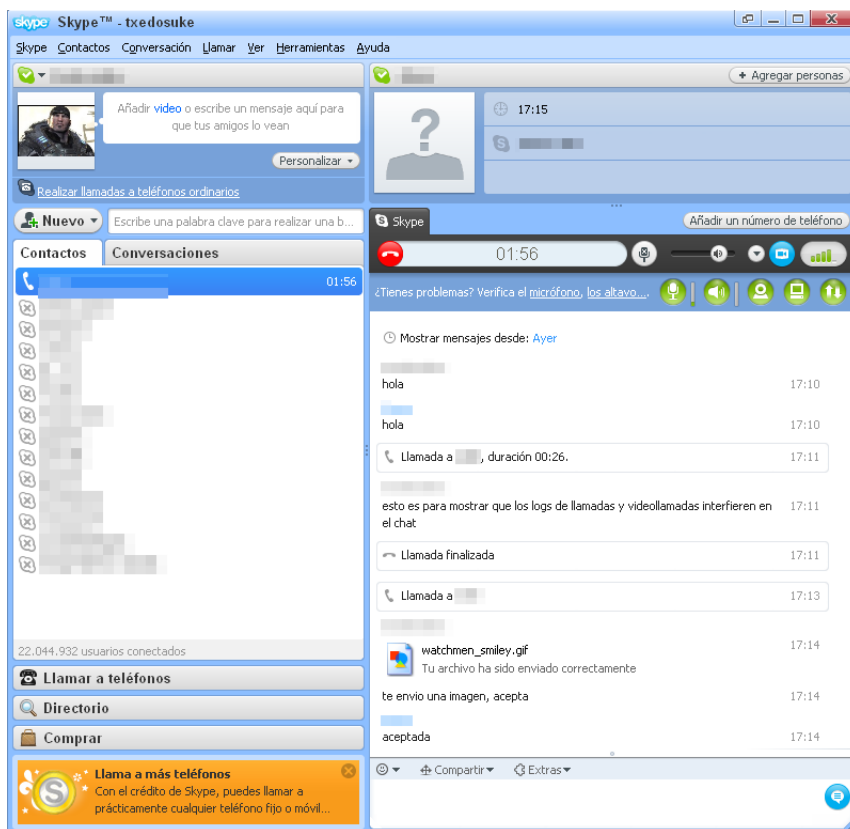 skype Skype™ - txedosuke
Skype Contactos Conversación Llamar Ver Herramientas Ayuda
+ Agregar personas
Añadir video o escribe un mensaje aquí para
que tus amigos lo vean
Personalizar
Realizar llamadas a teléfonos ordinarios
?
17:15
Nuevo
Escribe una palabra clave para realizar una b...
Contactos
Conversaciones
01:56
22.044.932 usuarios conectados
Llamar a teléfonos
Directorio
Comprar
Llama a más teléfonos
Con el crédito de Skype, puedes llamar a
prácticamente cualquier teléfono fijo o móvil...
Skype
Añadir un número de teléfono
01:56
¿Tienes problemas? Verifica el micrófono, los altavo....
Mostrar mensajes desde: Ayer
hola 17:10
hola 17:10
Llamada a , duración 00:26. 17:11
esto es para mostrar que los logs de llamadas y videollamadas interfieren en 17:11
el chat
Llamada finalizada 17:11
Llamada a 17:13
watchmen_smiley.gif 17:14
Tu archivo ha sido enviado correctamente
te envio una imagen, acepta 17:14
aceptada 17:14
Compartir Extras